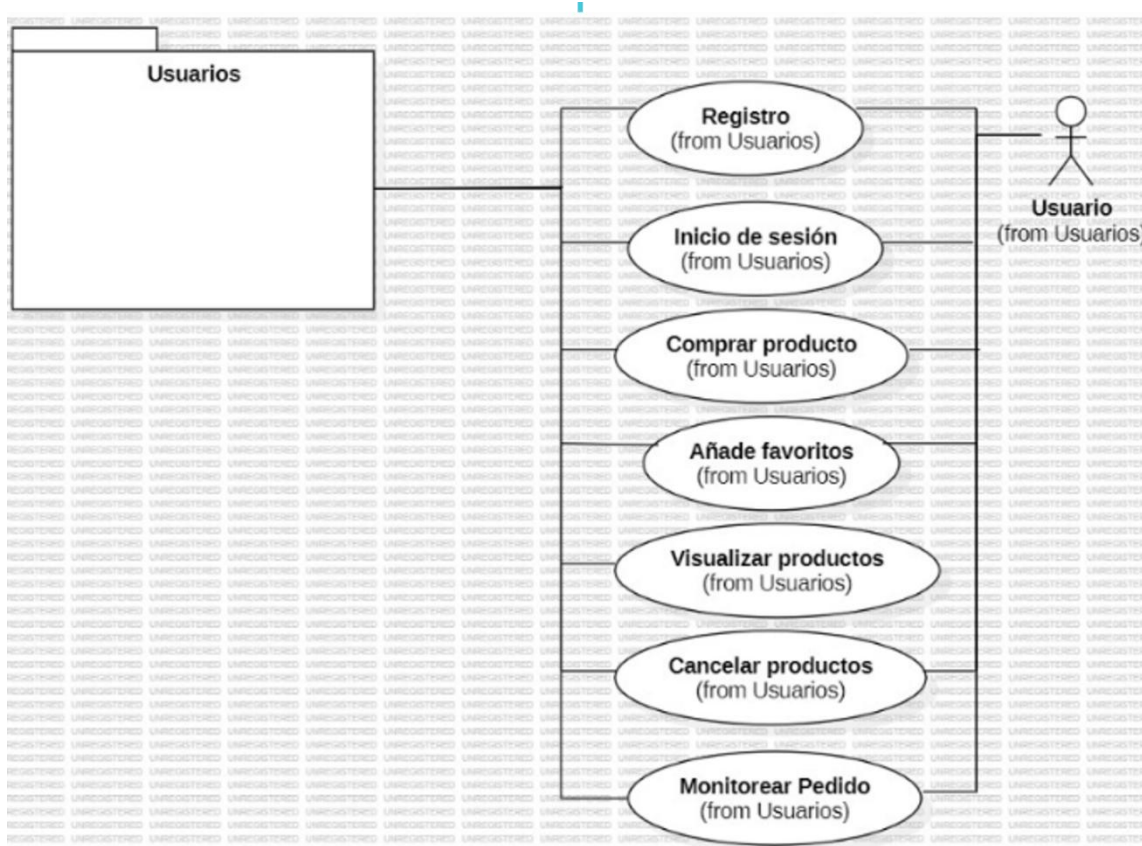 Usuarios
Registro
(from Usuarios)
Usuario
(from Usuarios)
Inicio de sesión
(from Usuarios)
Comprar producto
(from Usuarios)
Añade favoritos
(from Usuarios)
Visualizar productos
(from Usuarios)
Cancelar productos
(from Usuarios)
Monitorear Pedido
(from Usuarios)
UNREGISTERED